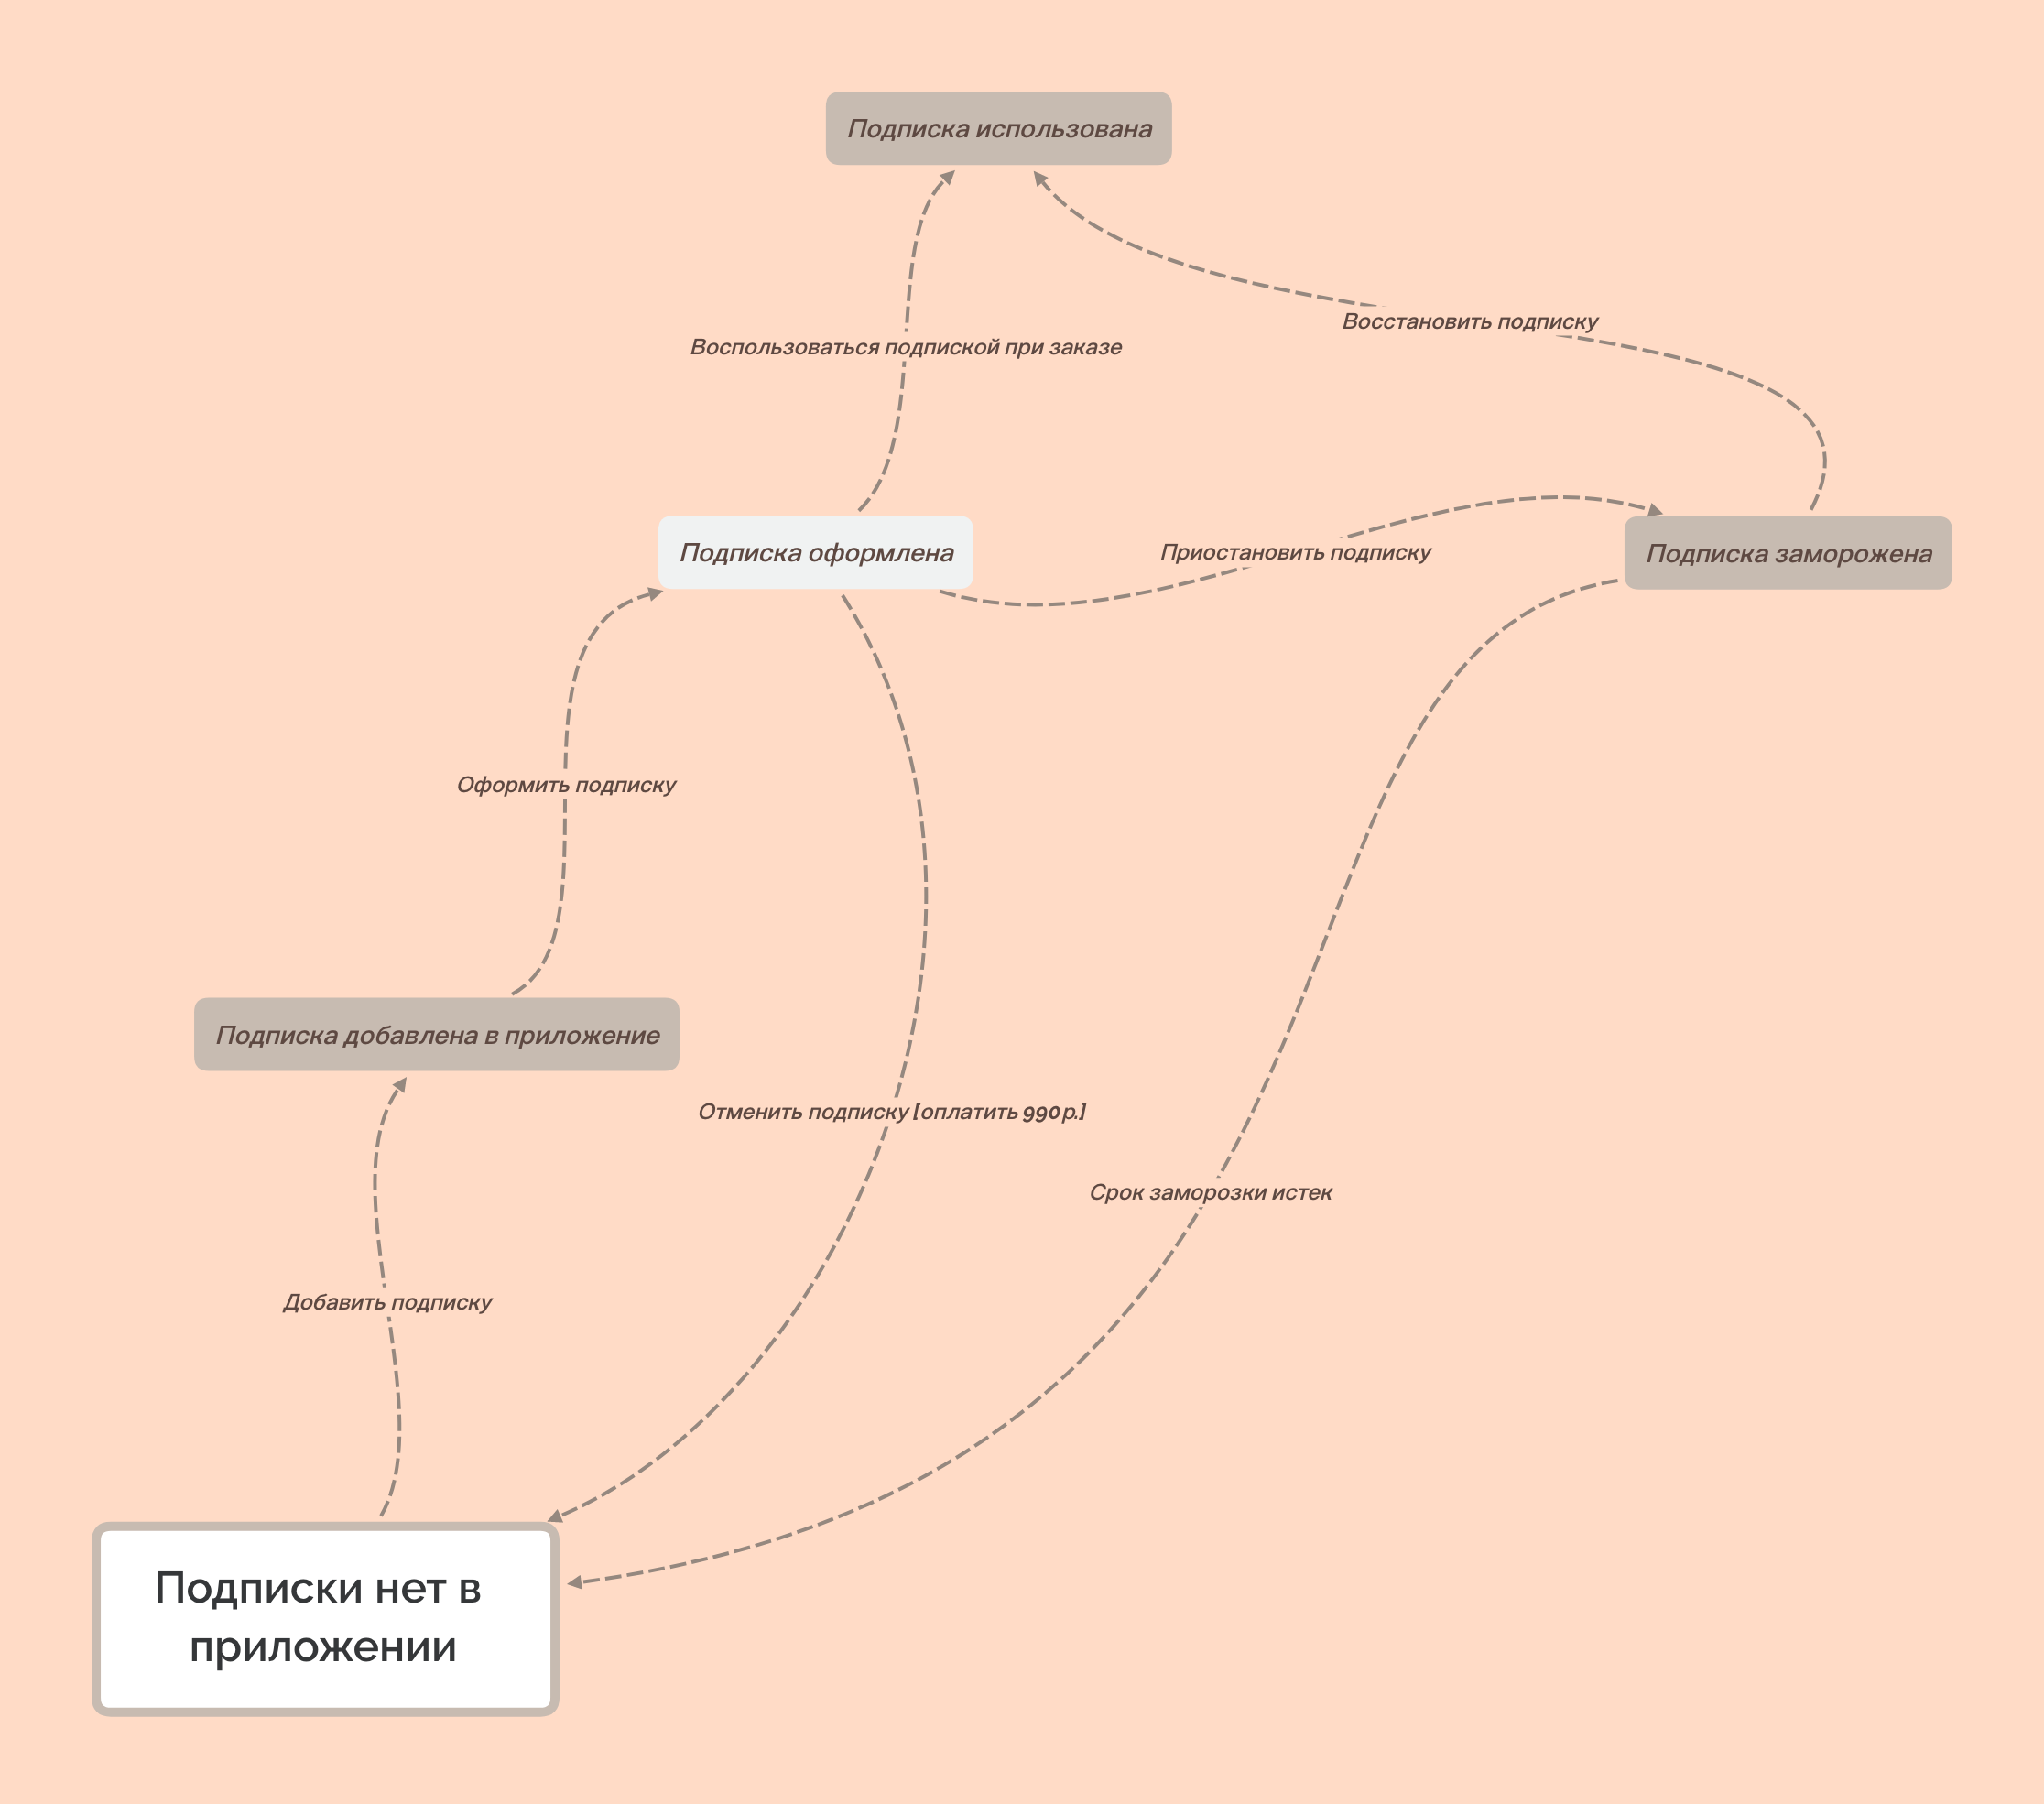 Подписка использована
Восстановить подписку
Воспользоваться подпиской при заказе
Подписка оформлена
Приостановить подписку
Подписка заморожена
Оформить подписку
Подписка добавлена в приложение
Отменить подписку [оплатить 990р.]
Срок заморозки истек
Добавить подписку
Подписки нет в
приложении